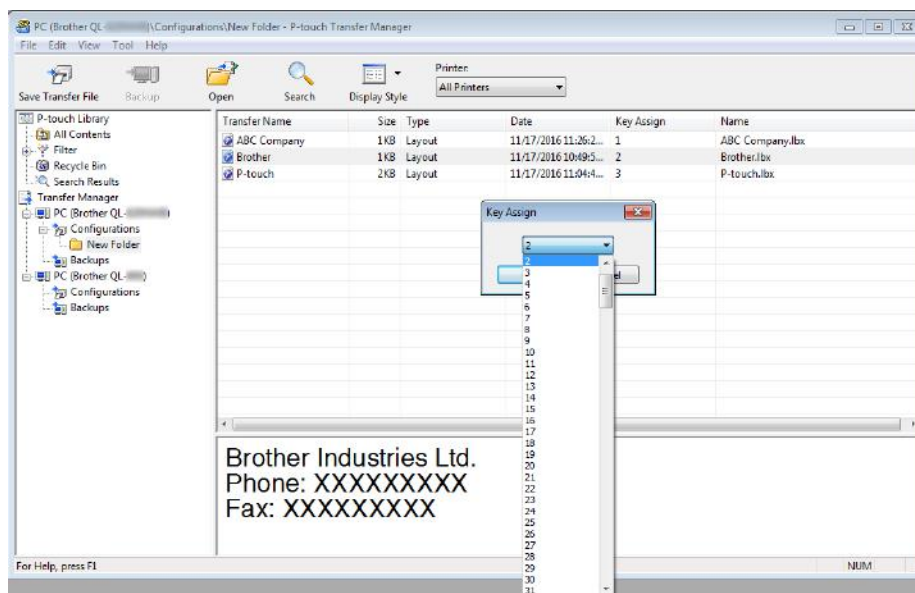 PC (Brother QL- )\Configurations\New Folder - P-touch Transfer Manager
File Edit View Tool Help
Save Transfer File Backup Open Search Display Style
Printer:
All Printers
P-touch Library
All Contents
Filter
Recycle Bin
Search Results
Transfer Manager
PC (Brother QL- )
Configurations
New Folder
Backups
PC (Brother QL- )
Configurations
Backups
Transfer Name Size Type Date Key Assign Name
ABC Company 1KB Layout 11/17/2016 11:26:2... 1 ABC Company.lbx
Brother 1KB Layout 11/17/2016 10:49:5... 2 Brother.lbx
P-touch 2KB Layout 11/17/2016 11:04:4... 3 P-touch.lbx
Key Assign
2
2
3
4
5
6
7
8
9
10
11
12
13
14
15
16
17
18
19
20
21
22
23
24
25
26
27
28
29
30
31
Brother Industries Ltd.
Phone: XXXXXXXXX
Fax: XXXXXXXXX
For Help, press F1
NUM